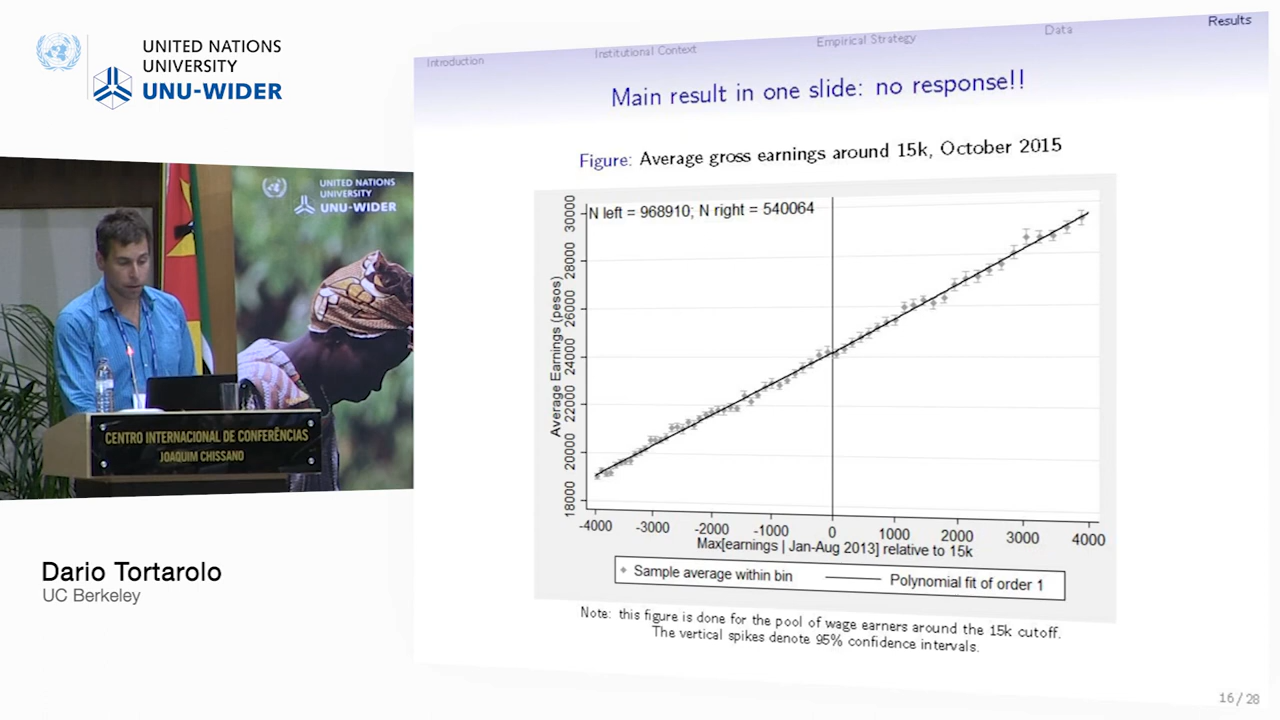 UNITED NATIONS
UNIVERSITY
UNU-WIDER
UNITED NATIONS
UNIVERSITY
UNU-WIDER
CENTRO INTERNACIONAL DE CONFERÊNCIAS
JOAQUIM CHISSANO
Dario Tortarolo
UC Berkeley
Introduction Institutional Context Empirical Strategy Data Results
Main result in one slide: no response!!
Figure: Average gross earnings around 15k, October 2015
N left = 968910; N right = 540064
Average Earnings (pesos)
30000
28000
26000
24000
22000
20000
18000
-4000 -3000 -2000 -1000 0 1000 2000 3000 4000
Max[earnings | Jan-Aug 2013] relative to 15k
Sample average within bin Polynomial fit of order 1
Note: this figure is done for the pool of wage earners around the 15k cutoff.
The vertical spikes denote 95% confidence intervals.
16 / 28